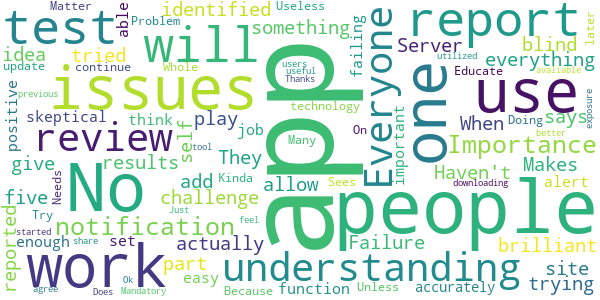 Matter
Useless
Problem
able
identified
will
something
failing
Everyone
report
test
idea
tried
Server
blind
later
update
continue
Whole
users
useful
Thanks
everything
utilized
Educate
available
previous
issues
app
one
use
positive
skeptical
think
play
technology
On
important
When
Doing
says
exposure
review
self
job
Many
Importance
better
give
results
They
tool
Haven't
Makes
No
add
allow
Kinda
Sees
people
downloading
alert
five
Needs
challenge
Just
feel
Try
notification
Failure
brilliant
reported
started
enough
set
actually
share
work
part
easy
understanding
site
agree
Does
Ok
Mandatory
Because
function
Unless
accurately
trying